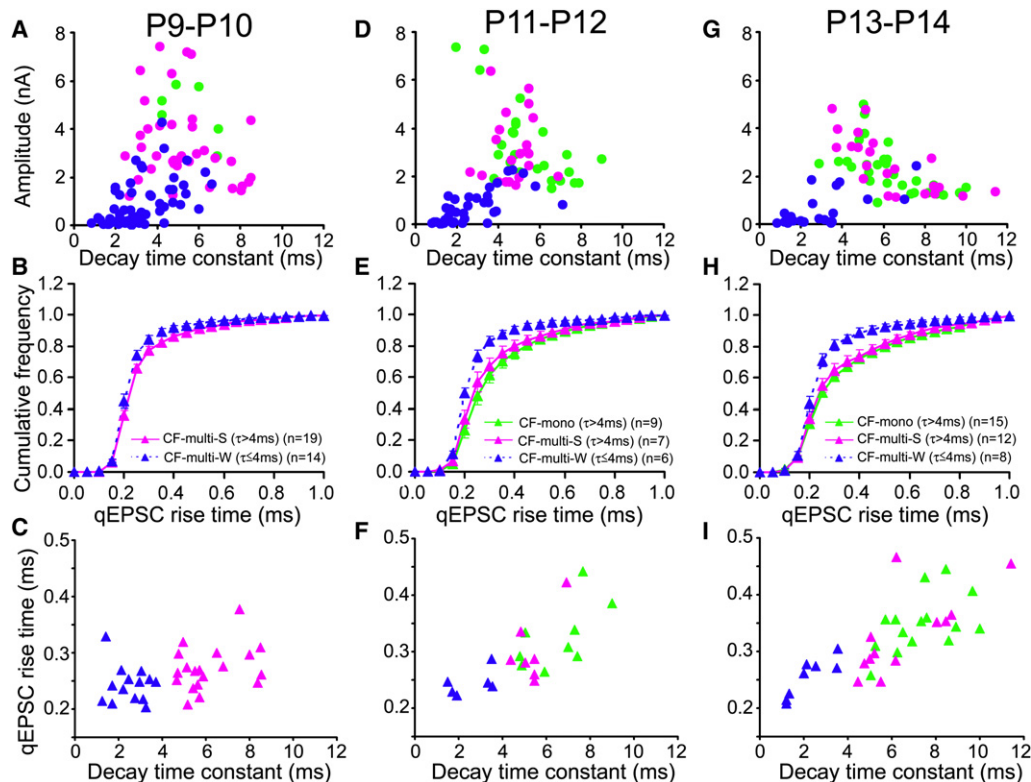 P9-P10
P11-P12
P13-P14
A
D
G
Amplitude (nA)
8
6
4
2
0
0 2 4 6 8 10 12
Decay time constant (ms)
8
6
4
2
0
0 2 4 6 8 10 12
Decay time constant (ms)
8
6
4
2
0
0 2 4 6 8 10 12
Decay time constant (ms)
B
E
H
Cumulative frequency
1.2
1.0
0.8
0.6
0.4
0.2
0.0
CF-multi-S (τ>4ms) (n=19)
CF-multi-W (τ≤4ms) (n=14)
0.0 0.2 0.4 0.6 0.8 1.0
qEPSC rise time (ms)
1.2
1.0
0.8
0.6
0.4
0.2
0.0
CF-mono (τ>4ms) (n=9)
CF-multi-S (τ>4ms) (n=7)
CF-multi-W (τ≤4ms) (n=6)
0.0 0.2 0.4 0.6 0.8 1.0
qEPSC rise time (ms)
1.2
1.0
0.8
0.6
0.4
0.2
0.0
CF-mono (τ>4ms) (n=15)
CF-multi-S (τ>4ms) (n=12)
CF-multi-W (τ≤4ms) (n=8)
0.0 0.2 0.4 0.6 0.8 1.0
qEPSC rise time (ms)
C
F
I
qEPSC rise time (ms)
0.5
0.4
0.3
0.2
0 2 4 6 8 10 12
Decay time constant (ms)
0.5
0.4
0.3
0.2
0 2 4 6 8 10 12
Decay time constant (ms)
0.5
0.4
0.3
0.2
0 2 4 6 8 10 12
Decay time constant (ms)